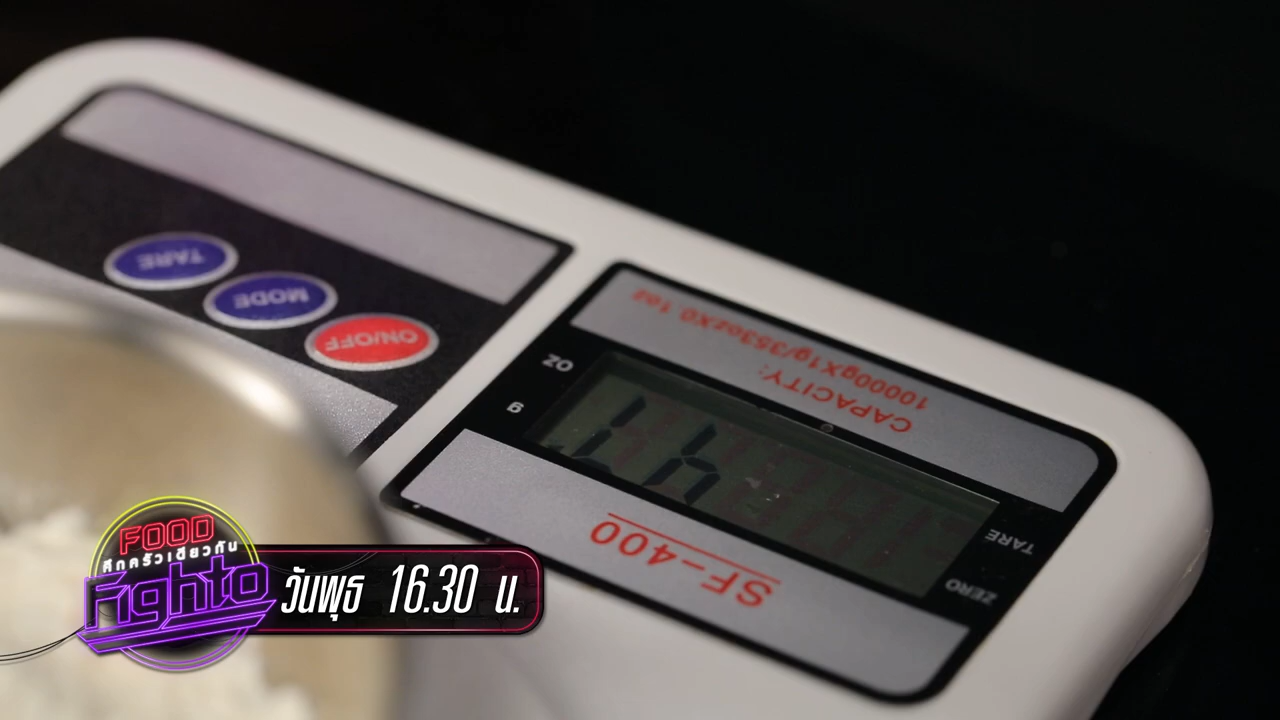 TARE
MODE
ON/OFF
CAPACITY:
10000gX1g/353ozX0.1oz
OZ
g
TARE
ZERO
SF-400
FOOD
ศึกครัวเดียวกัน
Fighto
วันพุธ 16.30 น.